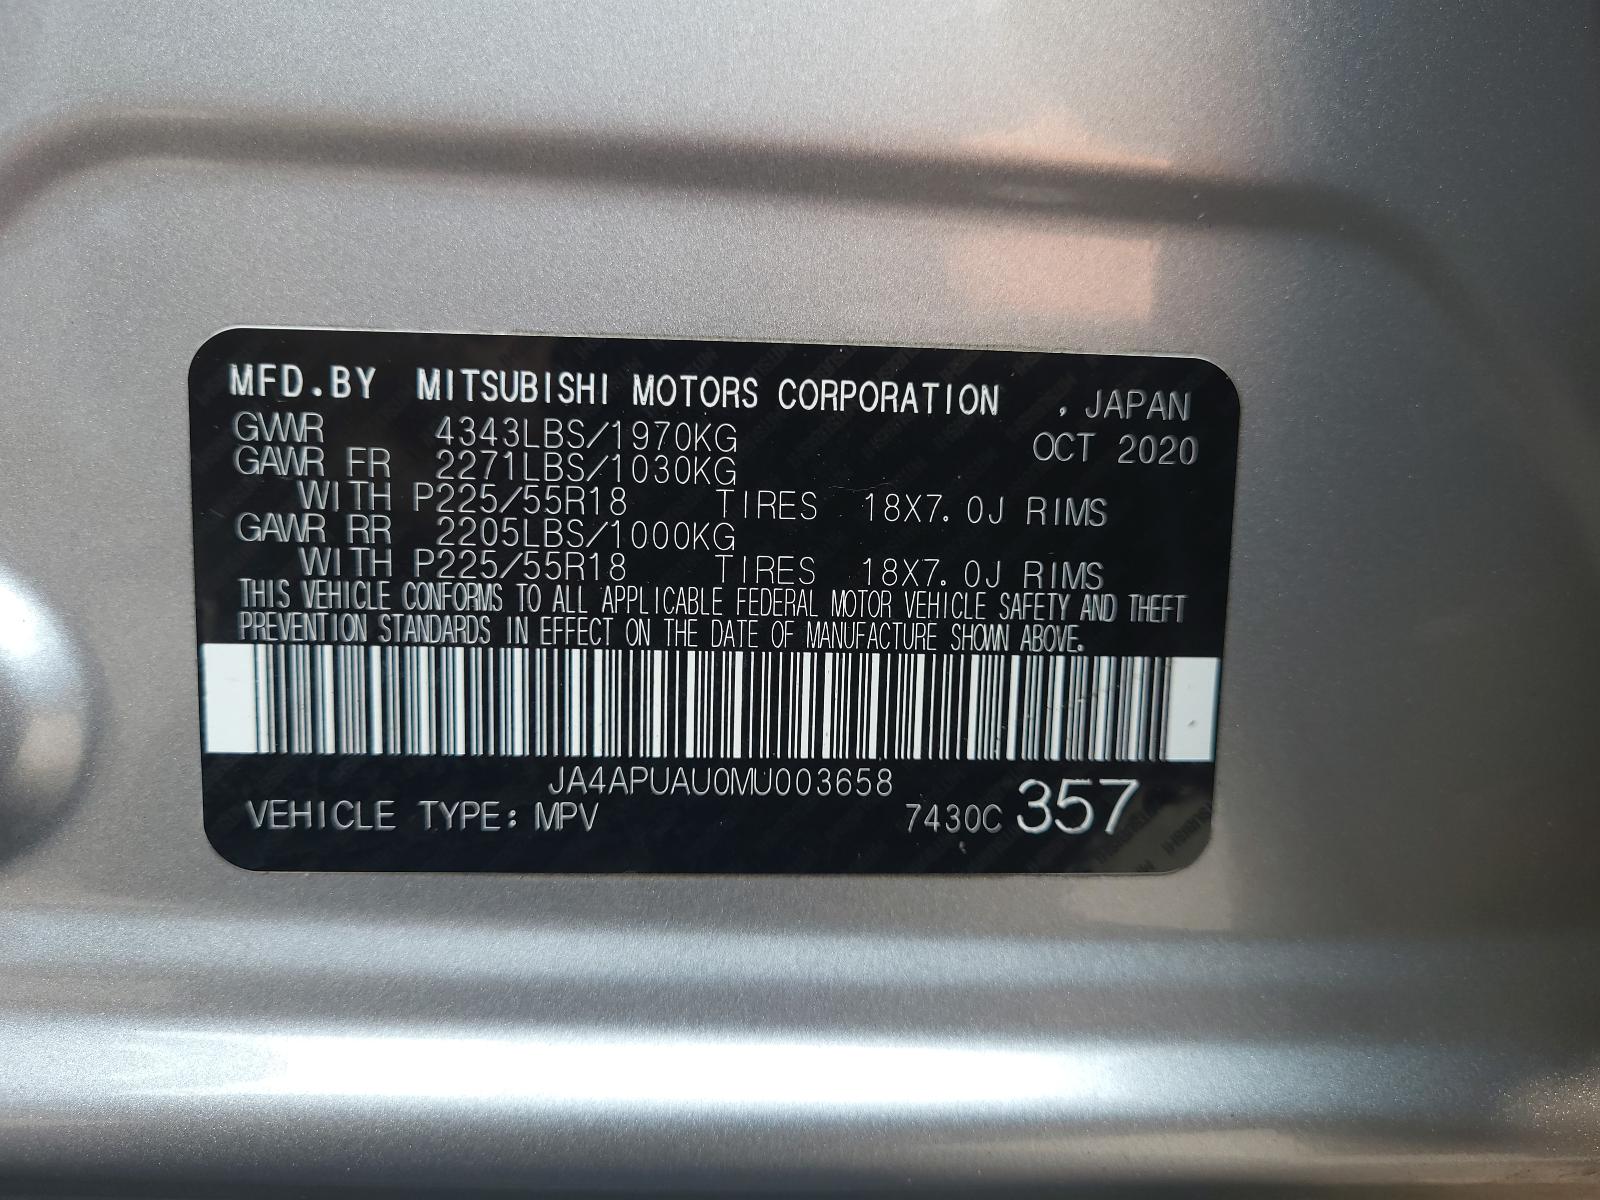 MFD.BY MITSUBISHI MOTORS CORPORATION , JAPAN
GVWR 4343LBS/1970KG OCT 2020
GAWR FR 2271LBS/1030KG
WITH P225/55R18 TIRES 18X7.0J RIMS
GAWR RR 2205LBS/1000KG
WITH P225/55R18 TIRES 18X7.0J RIMS
THIS VEHICLE CONFORMS TO ALL APPLICABLE FEDERAL MOTOR VEHICLE SAFETY AND THEFT
PREVENTION STANDARDS IN EFFECT ON THE DATE OF MANUFACTURE SHOWN ABOVE.
JA4APUAU0MU003658
VEHICLE TYPE: MPV 7430C 357